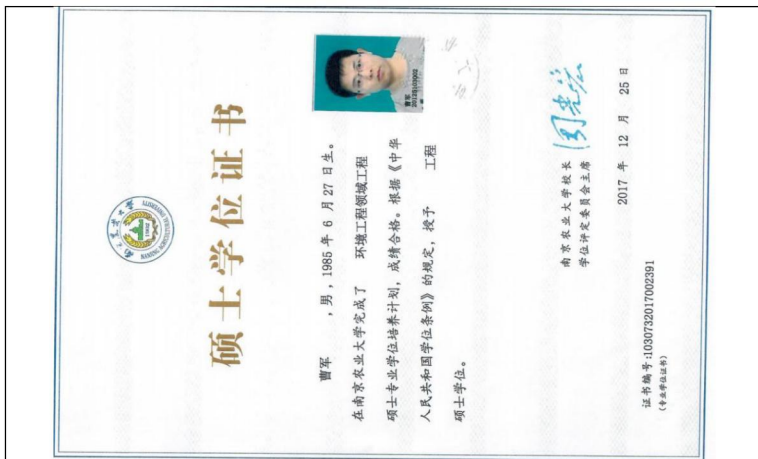 NANJING AGRICULTURAL UNIVERSITY
硕士学位证书
曹军
曹军 ，男，1985 年 6 月 27 日生。
在南京农业大学完成了 环境工程领域工程
硕士专业学位培养计划，成绩合格。根据《中华
人民共和国学位条例》的规定，授予 工程
硕士学位。
南京农业大学校长
学位评定委员会主席
2017 年 12 月 25 日
证书编号:1030732017002391
(专业学位证书)